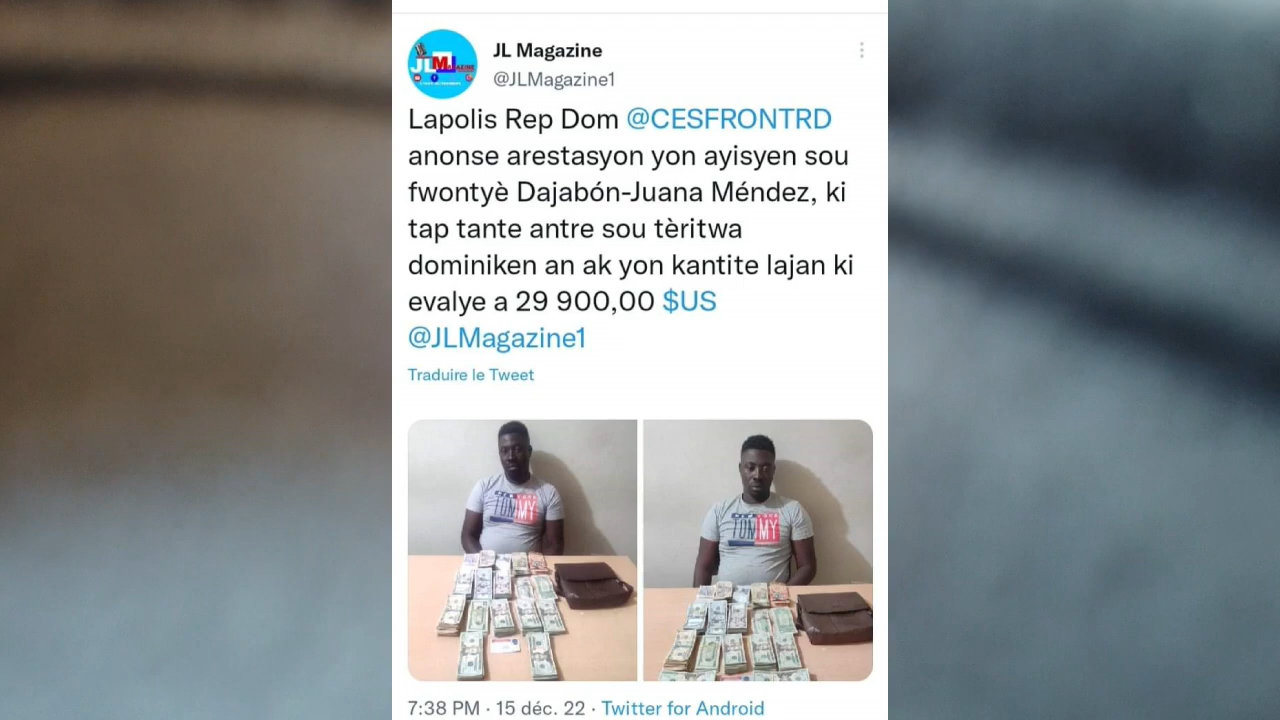 JL Magazine
@JLMagazine1
Lapolis Rep Dom @CESFRONTRD
anonse arestasyon yon ayisyen sou
fwontyè Dajabón-Juana Méndez, ki
tap tante antre sou tèritwa
dominiken an ak yon kantite lajan ki
evalye a 29 900,00 $US
@JLMagazine1
Traduire le Tweet
TOMMY
TOMMY
7:38 PM · 15 déc. 22 · Twitter for Android